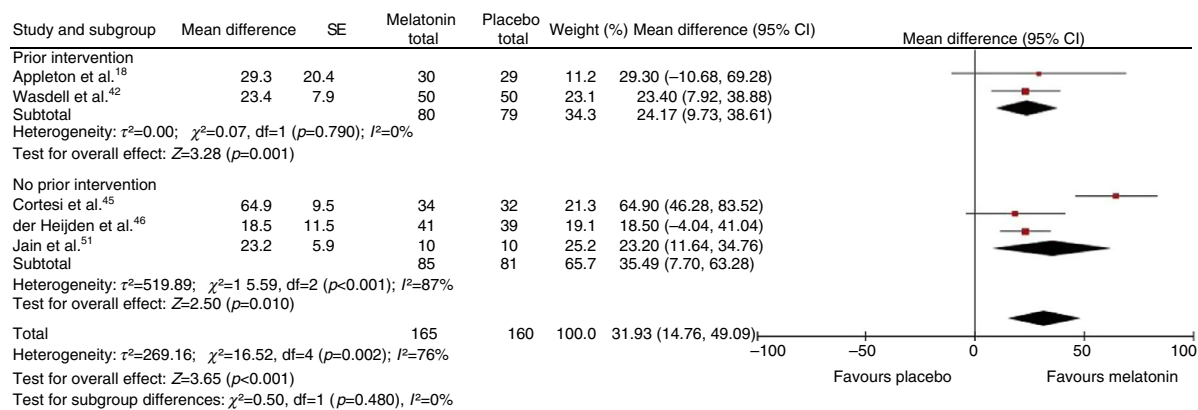 Study and subgroup Mean difference SE Melatonin total Placebo total Weight (%) Mean difference (95% CI) Mean difference (95% CI)
Prior intervention
Appleton et al.18 29.3 20.4 30 29 11.2 29.30 (−10.68, 69.28)
Wasdell et al.42 23.4 7.9 50 50 23.1 23.40 (7.92, 38.88)
Subtotal 80 79 34.3 24.17 (9.73, 38.61)
Heterogeneity: τ²=0.00; χ²=0.07, df=1 (p=0.790); I²=0%
Test for overall effect: Z=3.28 (p=0.001)
No prior intervention
Cortesi et al.45 64.9 9.5 34 32 21.3 64.90 (46.28, 83.52)
der Heijden et al.46 18.5 11.5 41 39 19.1 18.50 (−4.04, 41.04)
Jain et al.51 23.2 5.9 10 10 25.2 23.20 (11.64, 34.76)
Subtotal 85 81 65.7 35.49 (7.70, 63.28)
Heterogeneity: τ²=519.89; χ²=1 5.59, df=2 (p<0.001); I²=87%
Test for overall effect: Z=2.50 (p=0.010)
Total 165 160 100.0 31.93 (14.76, 49.09)
Heterogeneity: τ²=269.16; χ²=16.52, df=4 (p=0.002); I²=76%
Test for overall effect: Z=3.65 (p<0.001)
Test for subgroup differences: χ²=0.50, df=1 (p=0.480), I²=0%
−100 −50 0 50 100
Favours placebo Favours melatonin